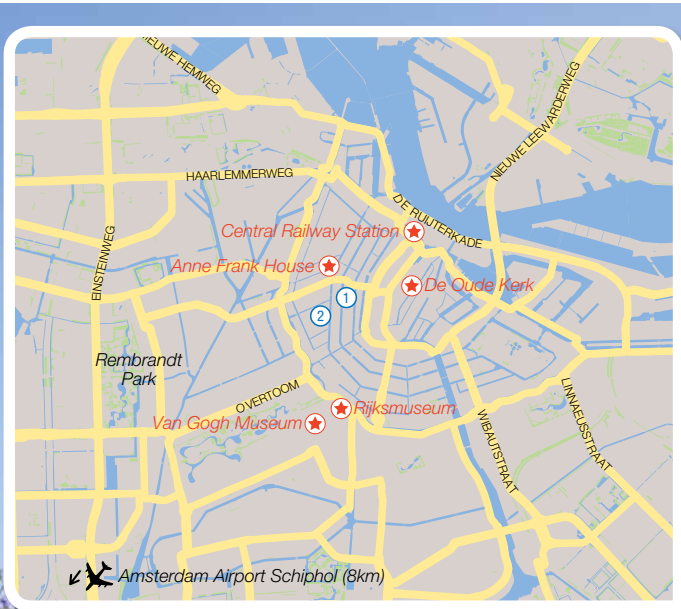 NIEUWE HEMWEG
NIEUWE LEEWARDERWEG
HAARLEMMERWEG
DE RUIJTERKADE
Central Railway Station
EINSTEINWEG
Anne Frank House
De Oude Kerk
1
2
Rembrandt
Park
OVERTOOM
Rijksmuseum
Van Gogh Museum
LINNAEUSSTRAAT
WIBAUTSTRAAT
Amsterdam Airport Schiphol (8km)